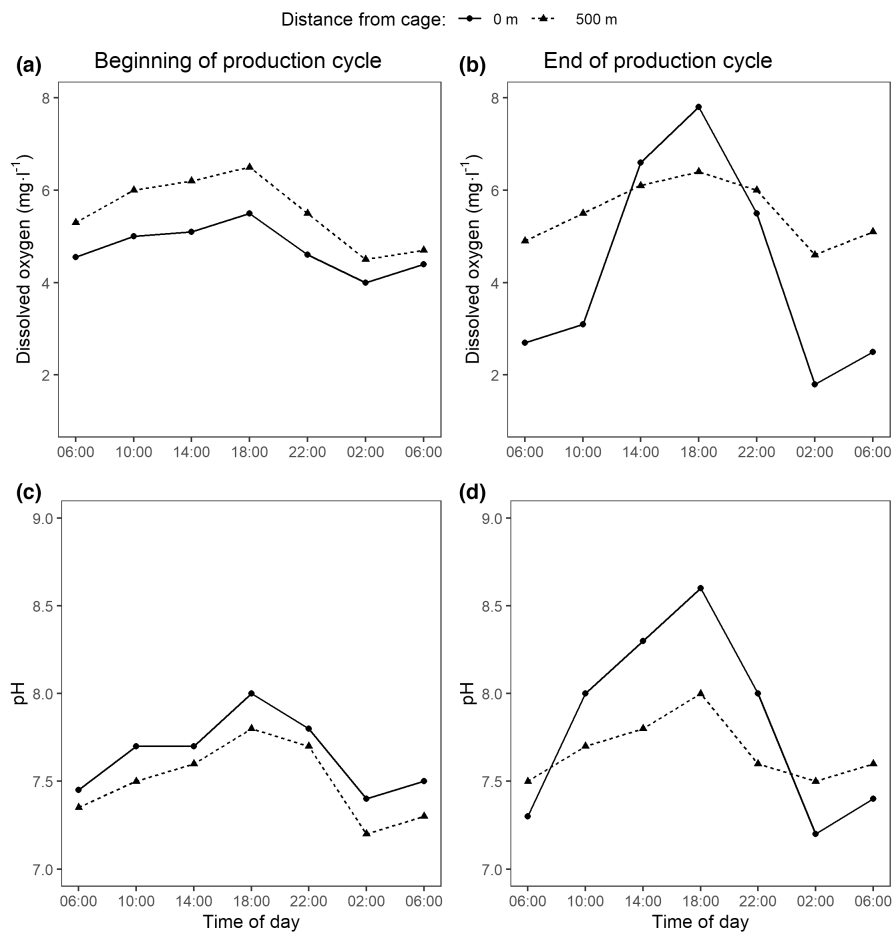 Distance from cage: 0 m 500 m
(a) Beginning of production cycle
(b) End of production cycle
Dissolved oxygen (mg·l⁻¹)
8
6
4
2
06:00 10:00 14:00 18:00 22:00 02:00 06:00
Dissolved oxygen (mg·l⁻¹)
8
6
4
2
06:00 10:00 14:00 18:00 22:00 02:00 06:00
(c)
pH
9.0
8.5
8.0
7.5
7.0
06:00 10:00 14:00 18:00 22:00 02:00 06:00
Time of day
(d)
pH
9.0
8.5
8.0
7.5
7.0
06:00 10:00 14:00 18:00 22:00 02:00 06:00
Time of day